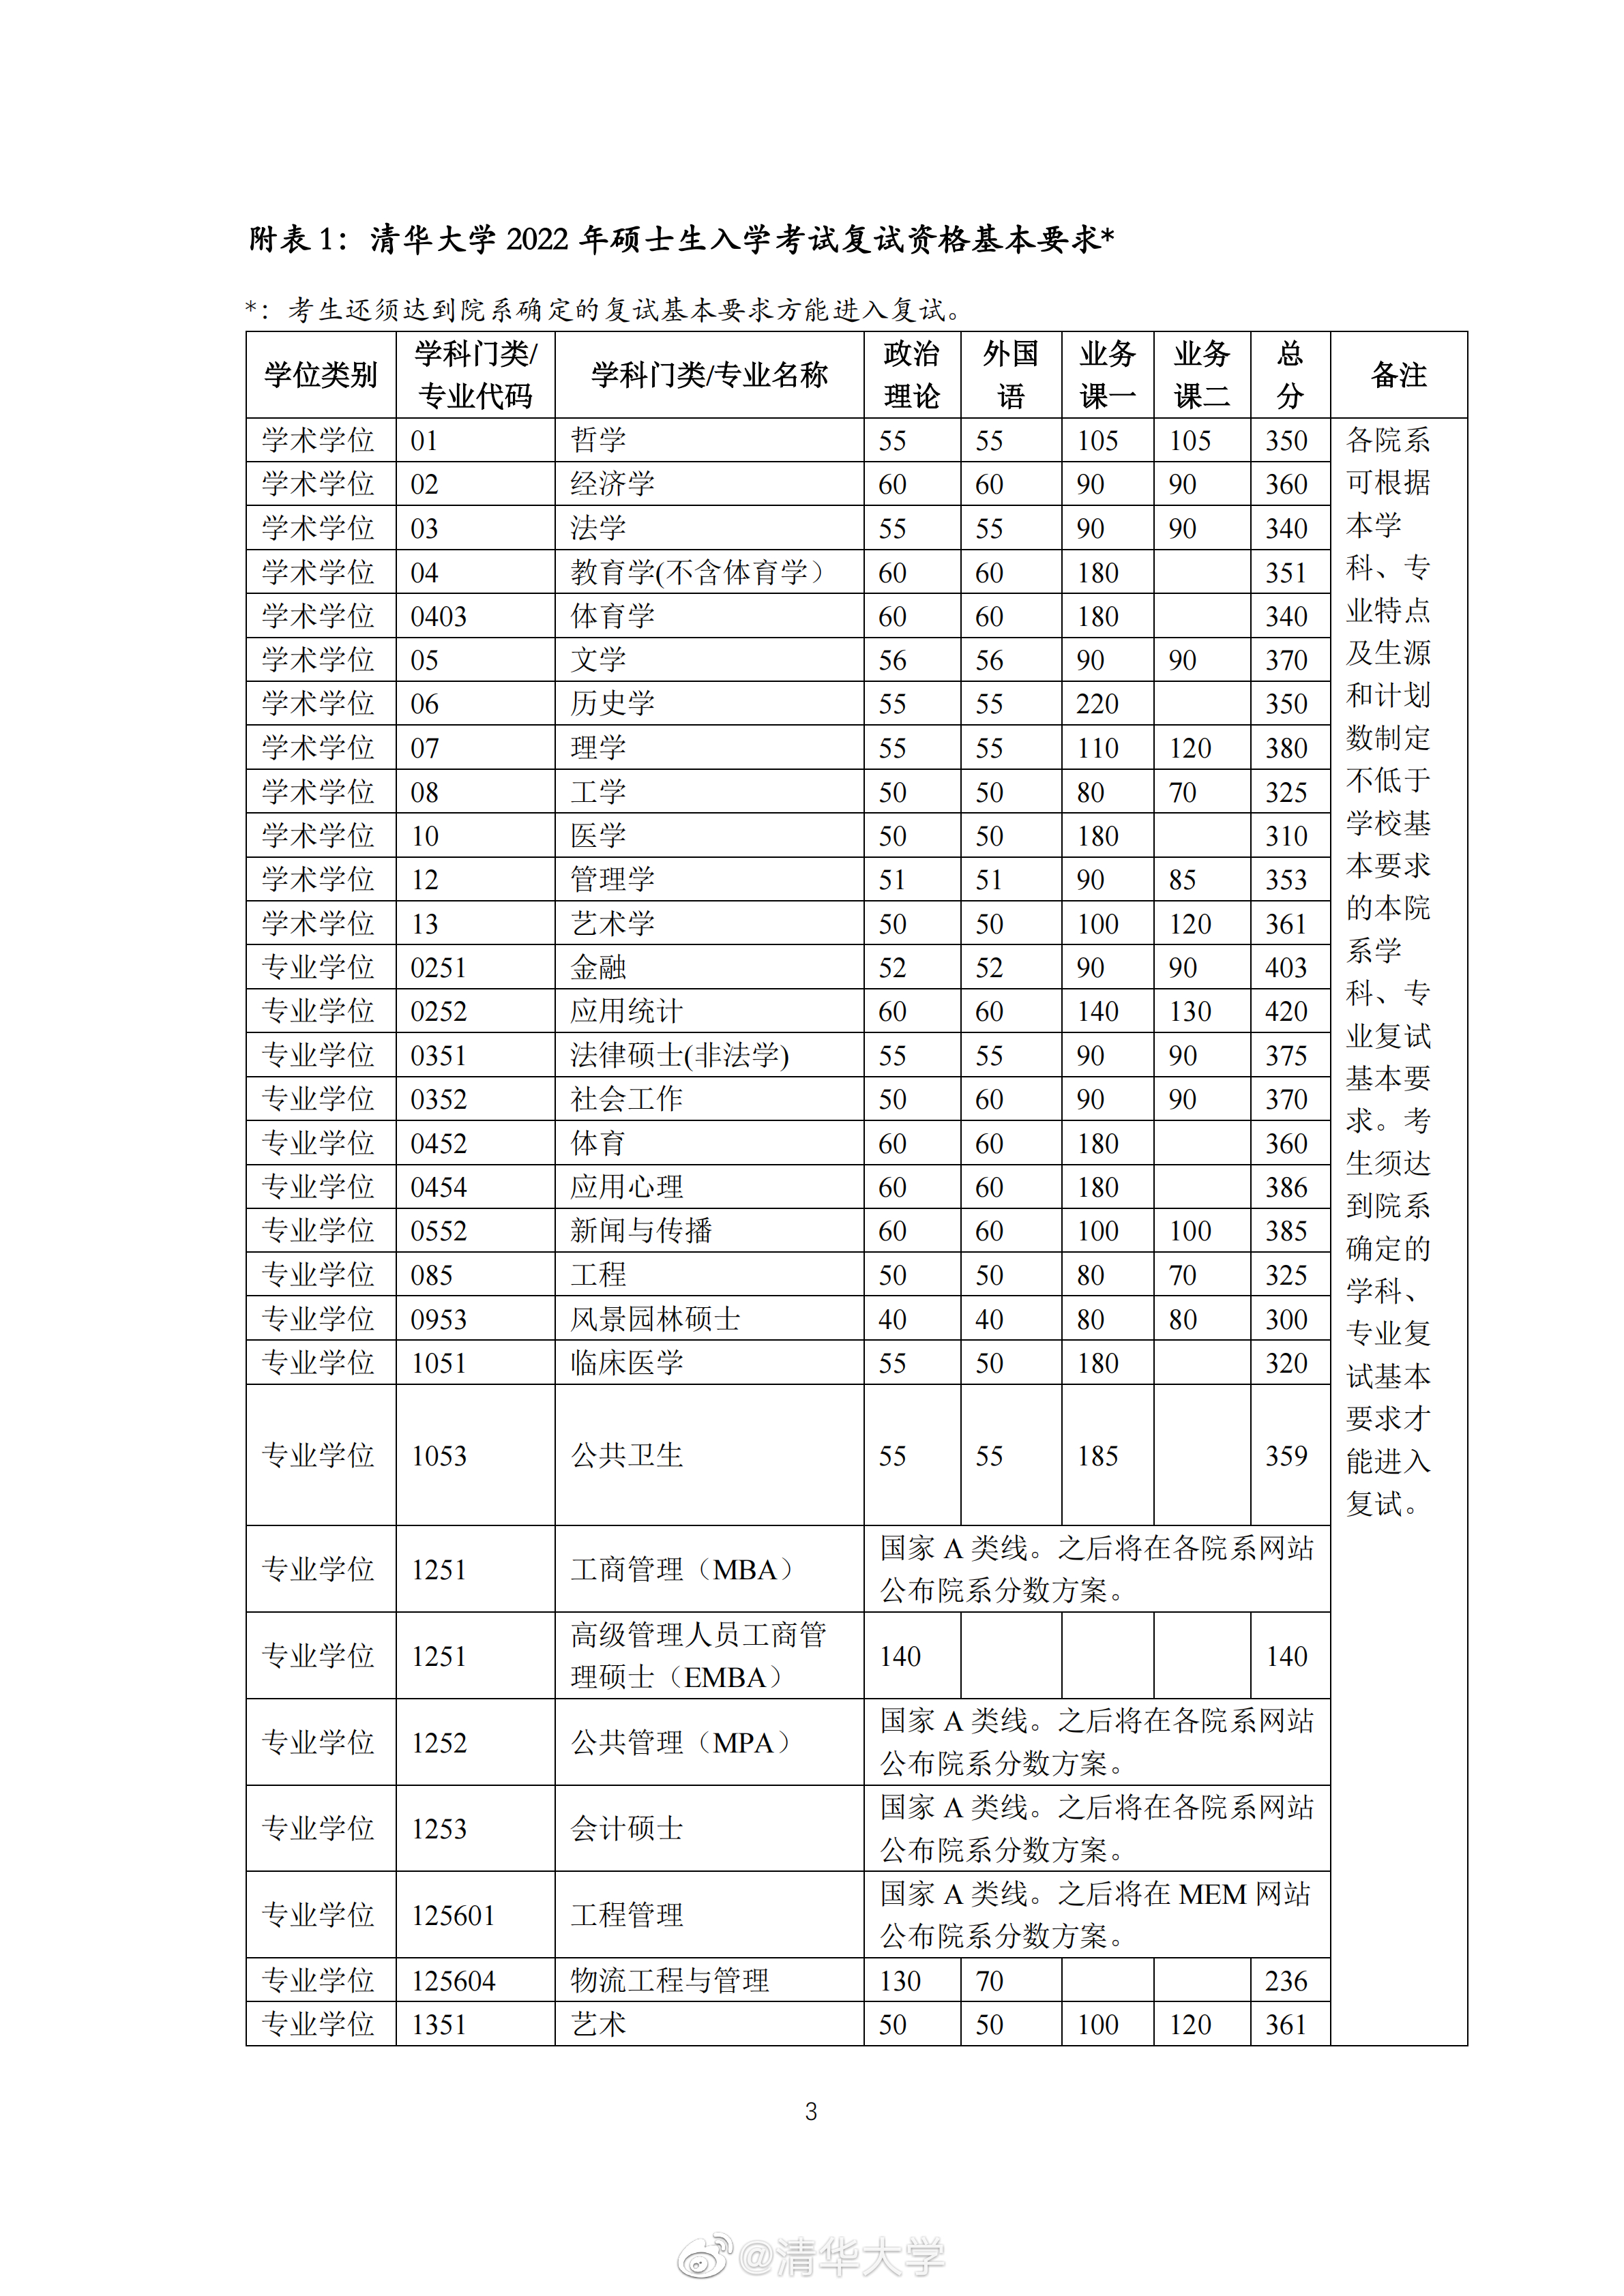 附表 1：清华大学 2022 年硕士生入学考试复试资格基本要求*
*：考生还须达到院系确定的复试基本要求方能进入复试。
学位类别 学科门类/专业代码 学科门类/专业名称 政治理论 外国语 业务课一 业务课二 总分 备注
学术学位 01 哲学 55 55 105 105 350
学术学位 02 经济学 60 60 90 90 360
学术学位 03 法学 55 55 90 90 340
学术学位 04 教育学(不含体育学） 60 60 180 351
学术学位 0403 体育学 60 60 180 340
学术学位 05 文学 56 56 90 90 370
学术学位 06 历史学 55 55 220 350
学术学位 07 理学 55 55 110 120 380
学术学位 08 工学 50 50 80 70 325
学术学位 10 医学 50 50 180 310
学术学位 12 管理学 51 51 90 85 353
学术学位 13 艺术学 50 50 100 120 361
专业学位 0251 金融 52 52 90 90 403
专业学位 0252 应用统计 60 60 140 130 420
专业学位 0351 法律硕士(非法学) 55 55 90 90 375
专业学位 0352 社会工作 50 60 90 90 370
专业学位 0452 体育 60 60 180 360
专业学位 0454 应用心理 60 60 180 386
专业学位 0552 新闻与传播 60 60 100 100 385
专业学位 085 工程 50 50 80 70 325
专业学位 0953 风景园林硕士 40 40 80 80 300
专业学位 1051 临床医学 55 50 180 320
专业学位 1053 公共卫生 55 55 185 359
专业学位 1251 工商管理（MBA） 国家 A 类线。之后将在各院系网站
公布院系分数方案。
专业学位 1251 高级管理人员工商管
理硕士（EMBA） 140 140
专业学位 1252 公共管理（MPA） 国家 A 类线。之后将在各院系网站
公布院系分数方案。
专业学位 1253 会计硕士 国家 A 类线。之后将在各院系网站
公布院系分数方案。
专业学位 125601 工程管理 国家 A 类线。之后将在 MEM 网站
公布院系分数方案。
专业学位 125604 物流工程与管理 130 70 236
专业学位 1351 艺术 50 50 100 120 361
各院系
可根据
本学
科、专
业特点
及生源
和计划
数制定
不低于
学校基
本要求
的本院
系学
科、专
业复试
基本要
求。考
生须达
到院系
确定的
学科、
专业复
试基本
要求才
能进入
复试。
3
@清华大学